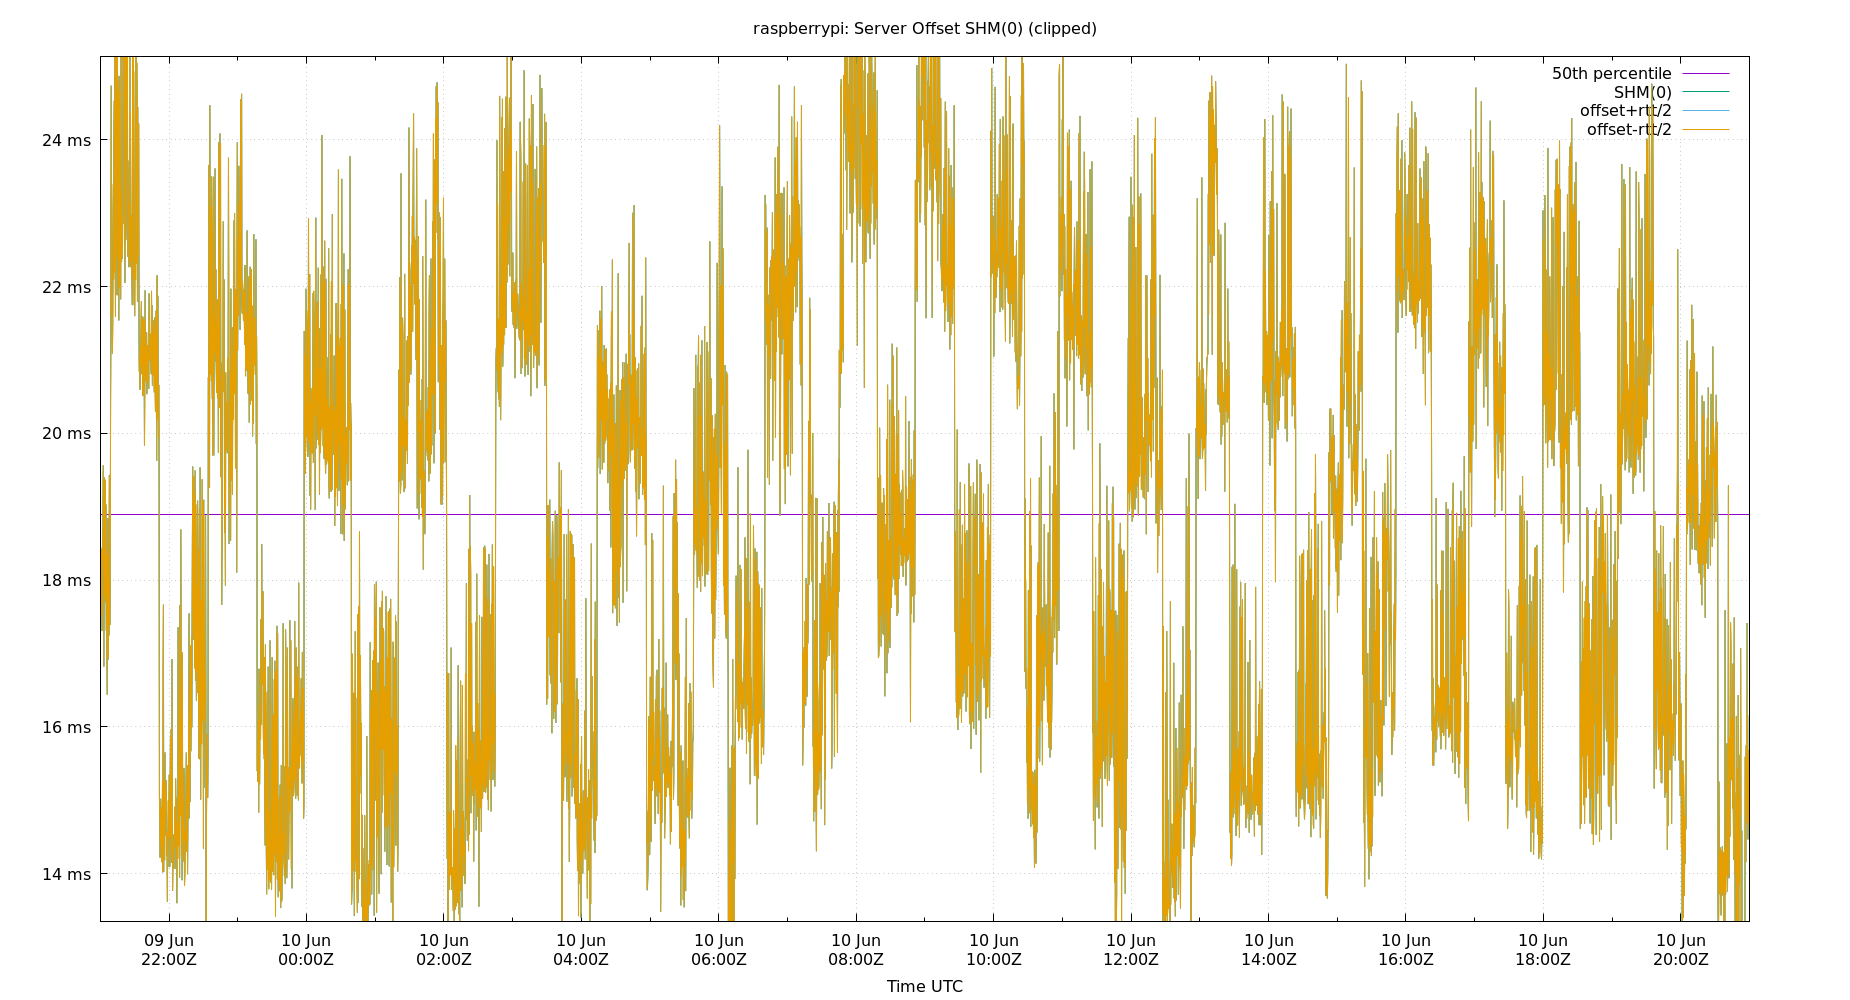 raspberrypi: Server Offset SHM(0) (clipped)
50th percentile
SHM(0)
offset+rtt/2
offset-rtt/2
24 ms
22 ms
20 ms
18 ms
16 ms
14 ms
09 Jun 10 Jun 10 Jun 10 Jun 10 Jun 10 Jun 10 Jun 10 Jun 10 Jun 10 Jun 10 Jun 10 Jun
22:00Z 00:00Z 02:00Z 04:00Z 06:00Z 08:00Z 10:00Z 12:00Z 14:00Z 16:00Z 18:00Z 20:00Z
Time UTC